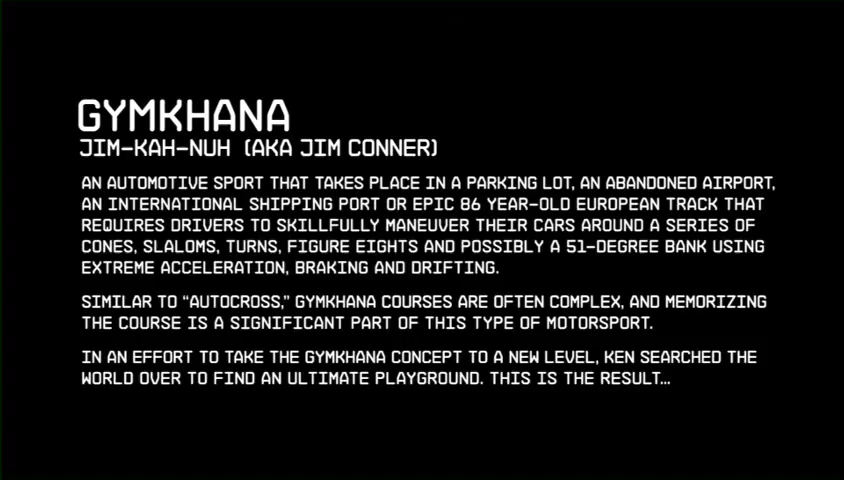 GYMKHANA
JIM-KAH-NUH (AKA JIM CONNER)
AN AUTOMOTIVE SPORT THAT TAKES PLACE IN A PARKING LOT, AN ABANDONED AIRPORT,
AN INTERNATIONAL SHIPPING PORT OR EPIC 86 YEAR-OLD EUROPEAN TRACK THAT
REQUIRES DRIVERS TO SKILLFULLY MANEUVER THEIR CARS AROUND A SERIES OF
CONES, SLALOMS, TURNS, FIGURE EIGHTS AND POSSIBLY A 51-DEGREE BANK USING
EXTREME ACCELERATION, BRAKING AND DRIFTING.
SIMILAR TO “AUTOCROSS,” GYMKHANA COURSES ARE OFTEN COMPLEX, AND MEMORIZING
THE COURSE IS A SIGNIFICANT PART OF THIS TYPE OF MOTORSPORT.
IN AN EFFORT TO TAKE THE GYMKHANA CONCEPT TO A NEW LEVEL, KEN SEARCHED THE
WORLD OVER TO FIND AN ULTIMATE PLAYGROUND. THIS IS THE RESULT...